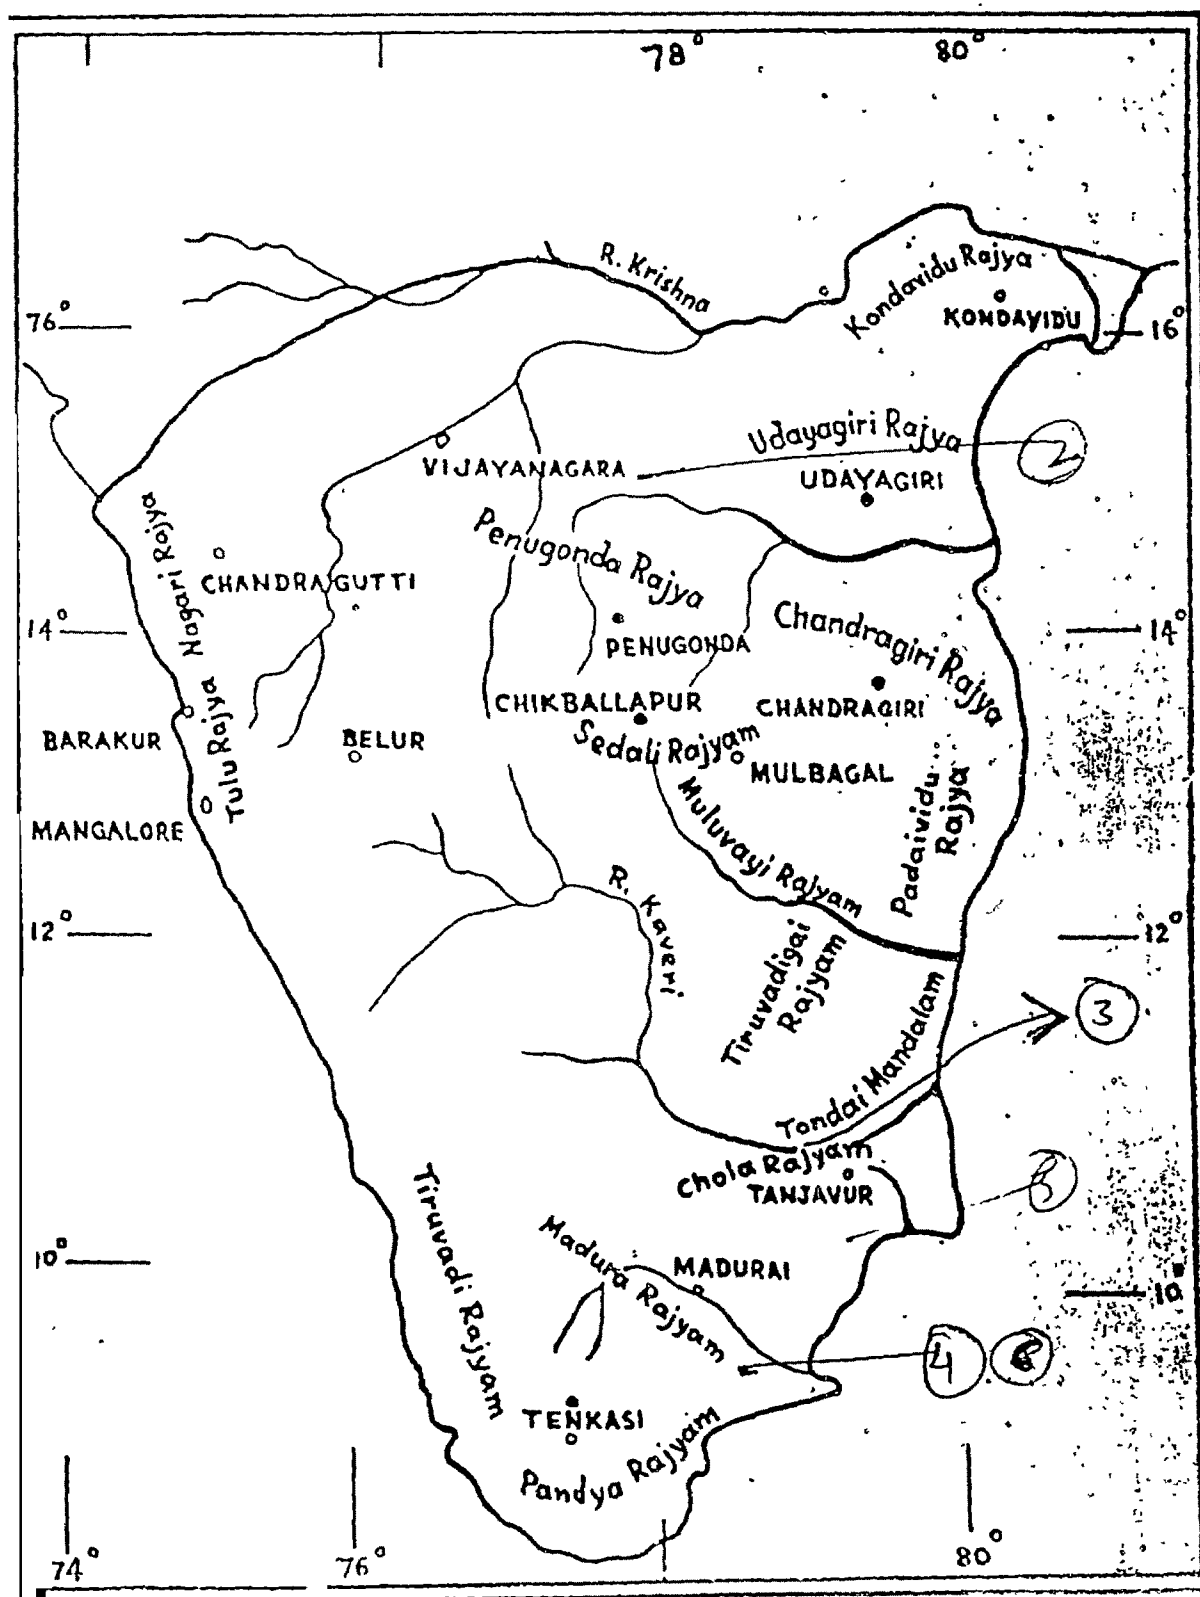 78°
80°
R. Krishna
Kondavidu Rajya
KONDAVIDU
76°
16°
Udayagiri Rajya
2
VIJAYANAGARA
UDAYAGIRI
Penugonda Rajya
Nagari Rajya
CHANDRAGUTTI
14°
14°
Chandragiri Rajya
PENUGONDA
CHIKBALLAPUR
CHANDRAGIRI
Tulu Rajya
BARAKUR
BELUR
Sedali Rajyam
MULBAGAL
MANGALORE
Muluvayi Rajyam
Padaividu
Rajya
R. Kaveri
12°
12°
Tiruvadigai
Rajyam
Tondai Mandalam
3
Chola Rajyam
TANJAVUR
Tiruvadi Rajyam
Madura Rajyam
MADURAI
10°
10°
4
TENKASI
Pandya Rajyam
74°
76°
80°